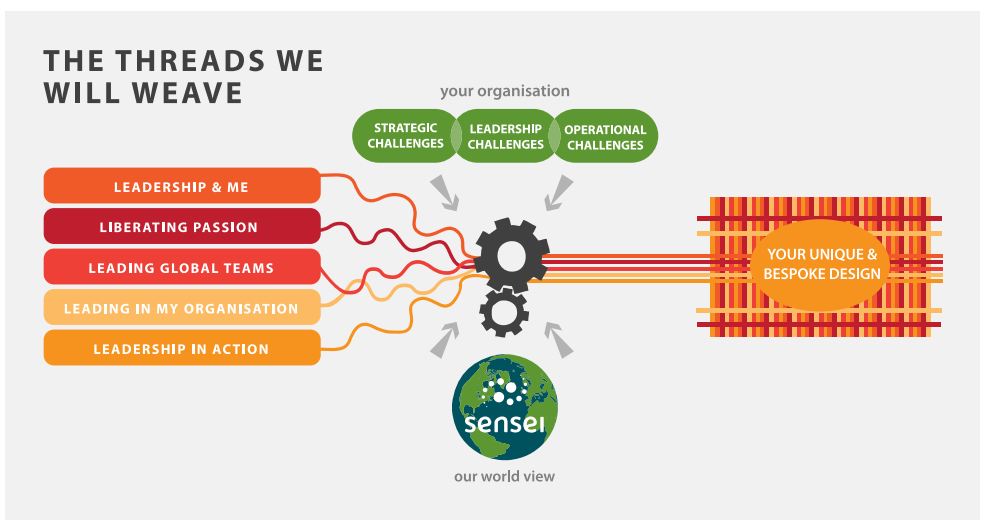 THE THREADS WE
WILL WEAVE
your organisation
STRATEGIC
CHALLENGES
LEADERSHIP
CHALLENGES
OPERATIONAL
CHALLENGES
LEADERSHIP & ME
LIBERATING PASSION
LEADING GLOBAL TEAMS
LEADING IN MY ORGANISATION
LEADERSHIP IN ACTION
YOUR UNIQUE &
BESPOKE DESIGN
sensei
our world view